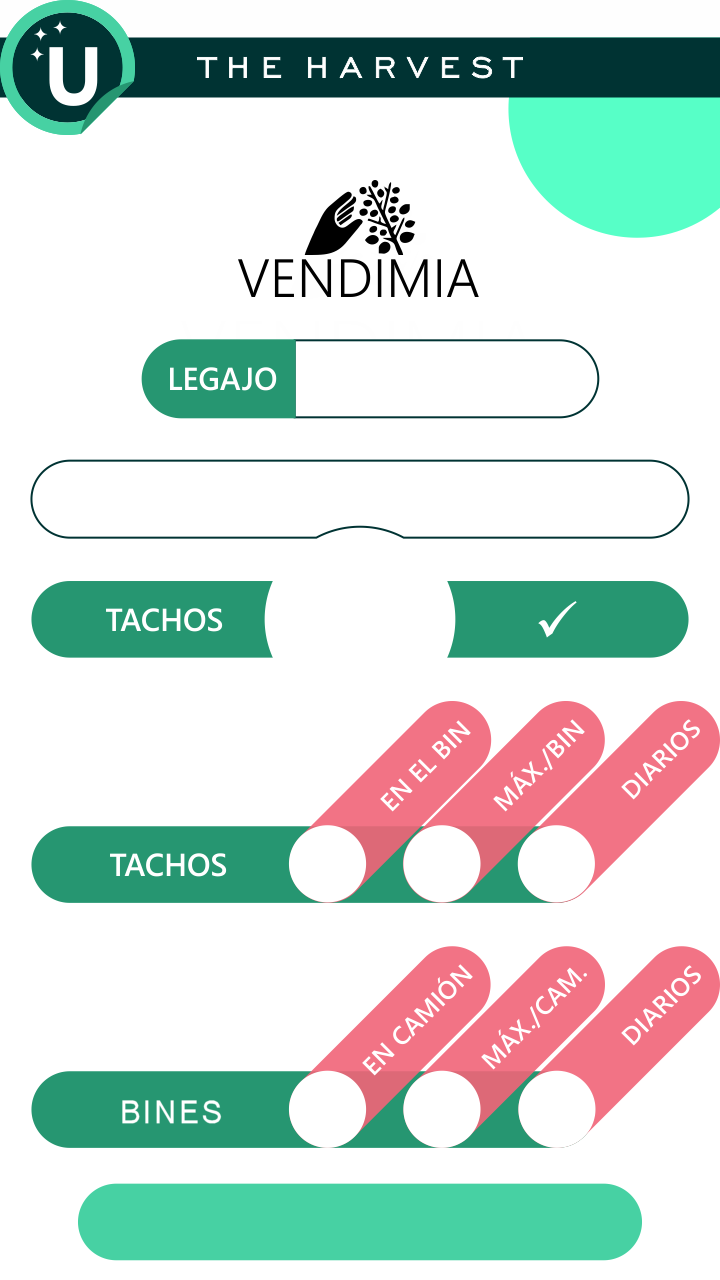 U
THE HARVEST
VENDIMIA
LEGAJO
TACHOS ✓
EN EL BIN
MÁX./BIN
DIARIOS
TACHOS
EN CAMIÓN
MÁX./CAM.
DIARIOS
BINES